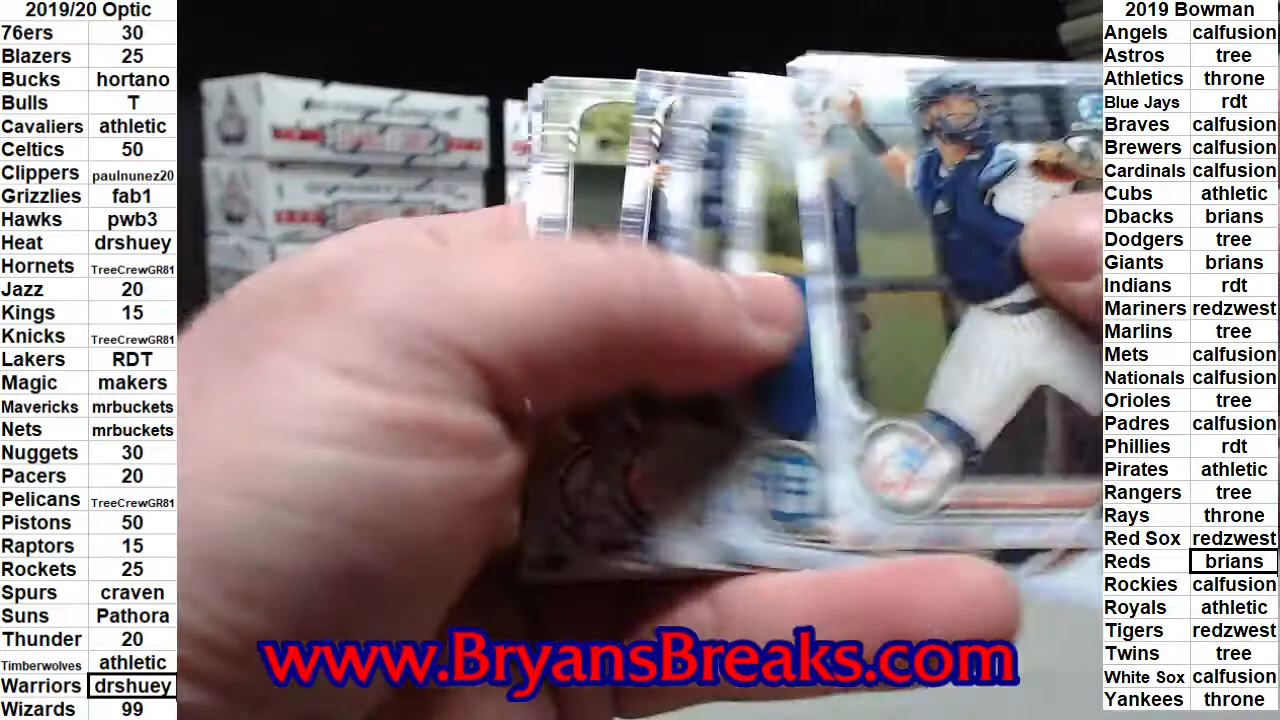 2019/20 Optic
76ers 30
Blazers 25
Bucks hortano
Bulls T
Cavaliers athletic
Celtics 50
Clippers paulnunez20
Grizzlies fab1
Hawks pwb3
Heat drshuey
Hornets TreeCrewGR81
Jazz 20
Kings 15
Knicks TreeCrewGR81
Lakers RDT
Magic makers
Mavericks mrbuckets
Nets mrbuckets
Nuggets 30
Pacers 20
Pelicans TreeCrewGR81
Pistons 50
Raptors 15
Rockets 25
Spurs craven
Suns Pathora
Thunder 20
Timberwolves athletic
Warriors drshuey
Wizards 99
www.BryansBreaks.com
2019 Bowman
Angels calfusion
Astros tree
Athletics throne
Blue Jays rdt
Braves calfusion
Brewers calfusion
Cardinals calfusion
Cubs athletic
Dbacks brians
Dodgers tree
Giants brians
Indians rdt
Mariners redzwest
Marlins tree
Mets calfusion
Nationals calfusion
Orioles tree
Padres calfusion
Phillies rdt
Pirates athletic
Rangers tree
Rays throne
Red Sox redzwest
Reds brians
Rockies calfusion
Royals athletic
Tigers redzwest
Twins tree
White Sox calfusion
Yankees throne